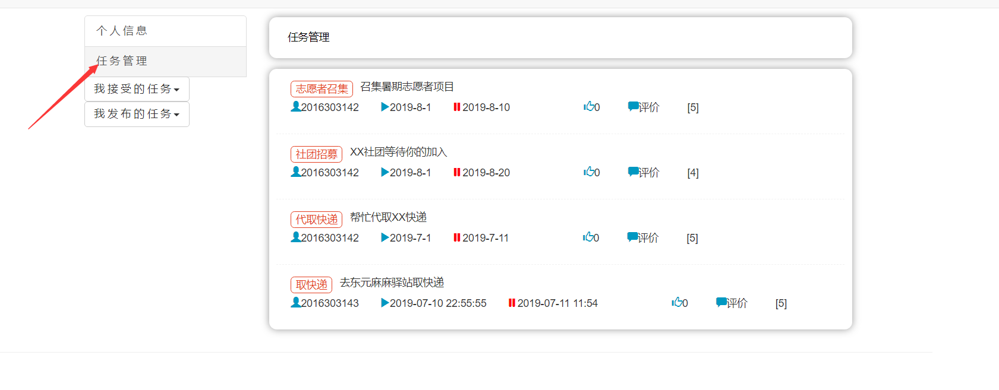 个人信息
任务管理
我接受的任务
我发布的任务
任务管理
志愿者召集 召集暑期志愿者项目
2016303142 2019-8-1 2019-8-10 0 评价 [5]
社团招募 XX社团等待你的加入
2016303142 2019-8-1 2019-8-20 0 评价 [4]
代取快递 帮忙代取XX快递
2016303142 2019-7-1 2019-7-11 0 评价 [5]
取快递 去东元麻麻驿站取快递
2016303143 2019-07-10 22:55:55 2019-07-11 11:54 0 评价 [5]